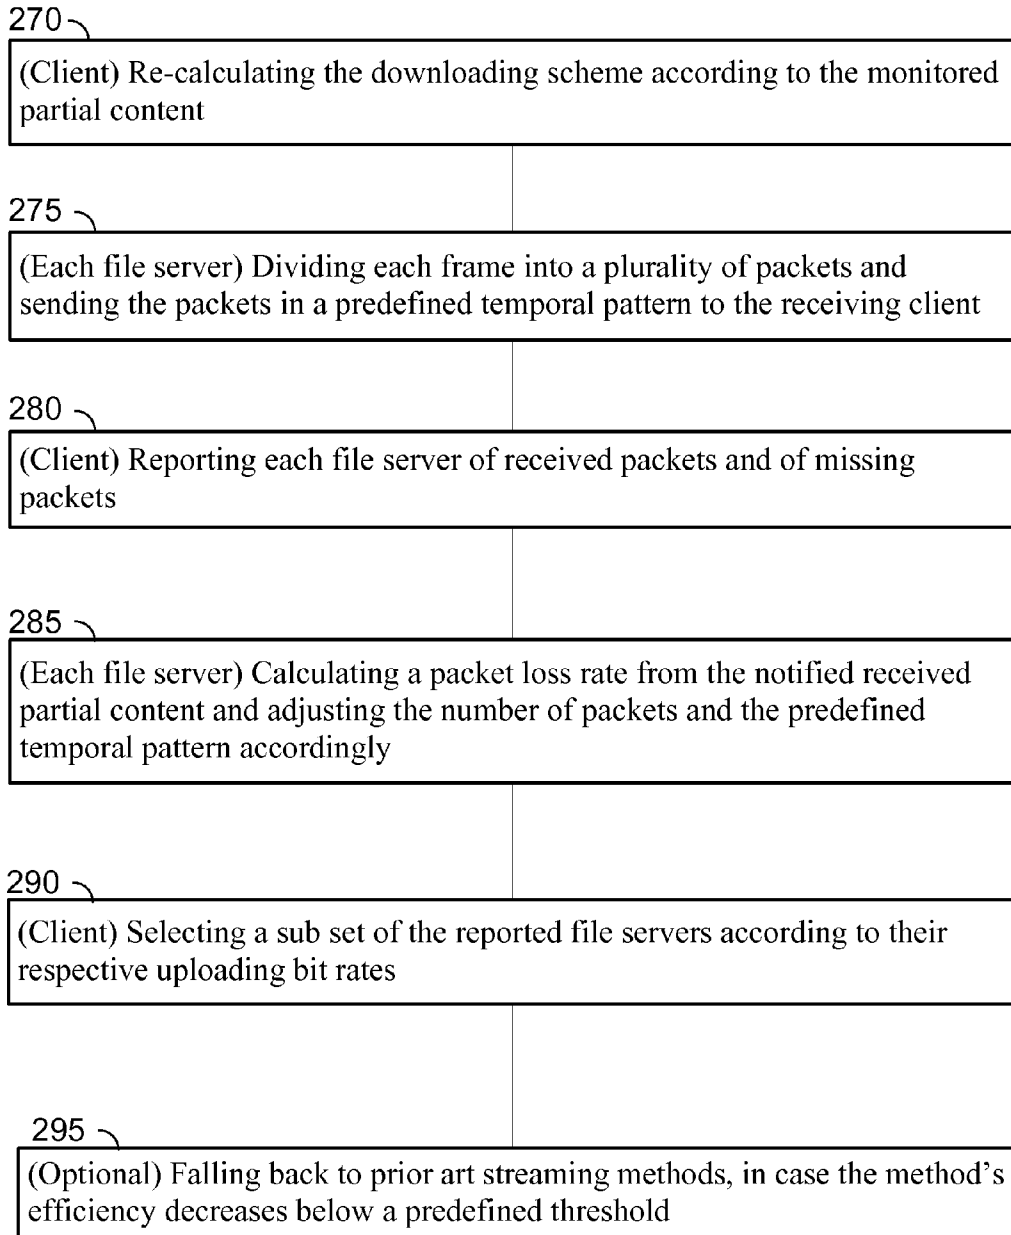 270
(Client) Re-calculating the downloading scheme according to the monitored
partial content
275
(Each file server) Dividing each frame into a plurality of packets and
sending the packets in a predefined temporal pattern to the receiving client
280
(Client) Reporting each file server of received packets and of missing
packets
285
(Each file server) Calculating a packet loss rate from the notified received
partial content and adjusting the number of packets and the predefined
temporal pattern accordingly
290
(Client) Selecting a sub set of the reported file servers according to their
respective uploading bit rates
295
(Optional) Falling back to prior art streaming methods, in case the method’s
efficiency decreases below a predefined threshold